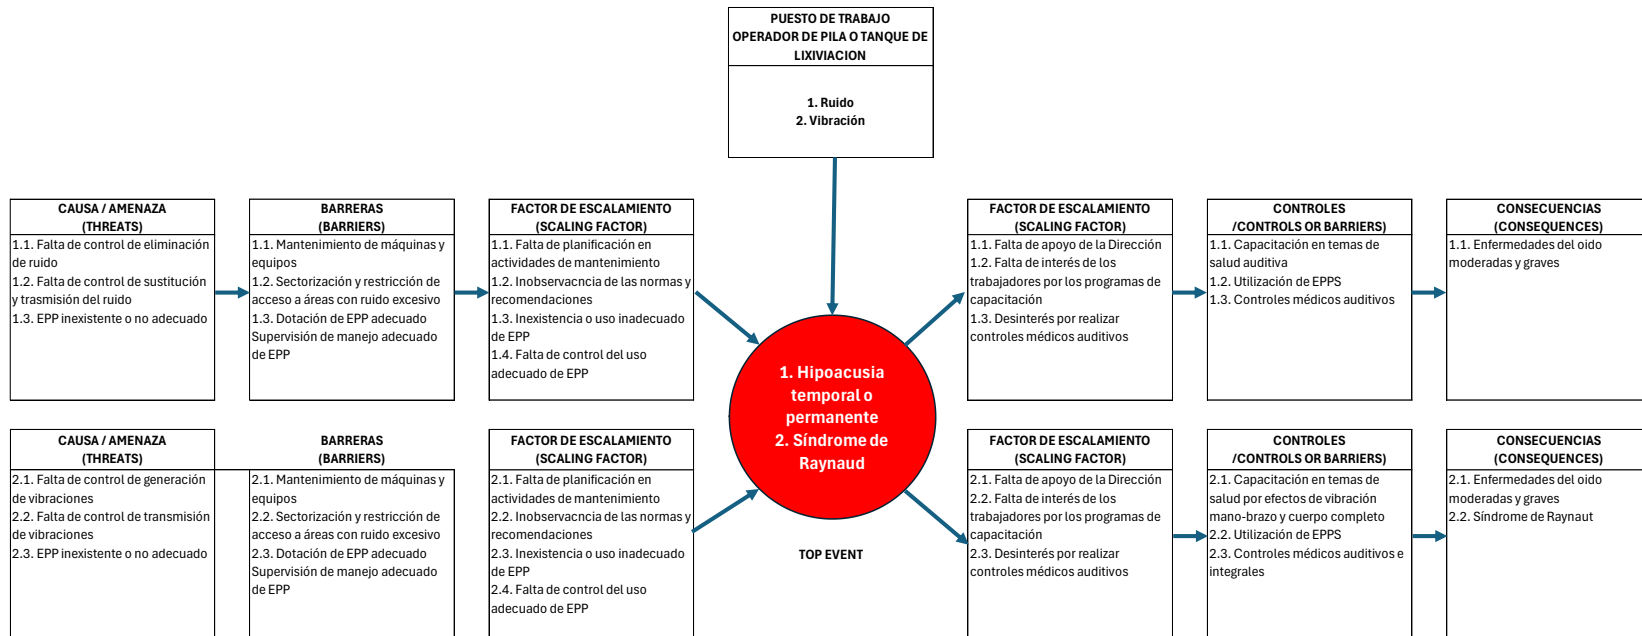 PUESTO DE TRABAJO
OPERADOR DE PILA O TANQUE DE
LIXIVIACION
1. Ruido
2. Vibración
CAUSA / AMENAZA
(THREATS)
1.1. Falta de control de eliminación
de ruido
1.2. Falta de control de sustitución
y trasmisión del ruido
1.3. EPP inexistente o no adecuado
BARRERAS
(BARRIERS)
1.1. Mantenimiento de máquinas y
equipos
1.2. Sectorización y restricción de
acceso a áreas con ruido excesivo
1.3. Dotación de EPP adecuado
Supervisión de manejo adecuado
de EPP
FACTOR DE ESCALAMIENTO
(SCALING FACTOR)
1.1. Falta de planificación en
actividades de mantenimiento
1.2. Inobservacncia de las normas y
recomendaciones
1.3. Inexistencia o uso inadecuado
de EPP
1.4. Falta de control del uso
adecuado de EPP
1. Hipoacusia
temporal o
permanente
2. Síndrome de
Raynaud
TOP EVENT
FACTOR DE ESCALAMIENTO
(SCALING FACTOR)
1.1. Falta de apoyo de la Dirección
1.2. Falta de interés de los
trabajadores por los programas de
capacitación
1.3. Desinterés por realizar
controles médicos auditivos
CONTROLES
/CONTROLS OR BARRIERS)
1.1. Capacitación en temas de
salud auditiva
1.2. Utilización de EPPS
1.3. Controles médicos auditivos
CONSECUENCIAS
(CONSEQUENCES)
1.1. Enfermedades del oido
moderadas y graves
CAUSA / AMENAZA
(THREATS)
2.1. Falta de control de generación
de vibraciones
2.2. Falta de control de transmisión
de vibraciones
2.3. EPP inexistente o no adecuado
BARRERAS
(BARRIERS)
2.1. Mantenimiento de máquinas y
equipos
2.2. Sectorización y restricción de
acceso a áreas con ruido excesivo
2.3. Dotación de EPP adecuado
Supervisión de manejo adecuado
de EPP
FACTOR DE ESCALAMIENTO
(SCALING FACTOR)
2.1. Falta de planificación en
actividades de mantenimiento
2.2. Inobservacncia de las normas y
recomendaciones
2.3. Inexistencia o uso inadecuado
de EPP
2.4. Falta de control del uso
adecuado de EPP
FACTOR DE ESCALAMIENTO
(SCALING FACTOR)
2.1. Falta de apoyo de la Dirección
2.2. Falta de interés de los
trabajadores por los programas de
capacitación
2.3. Desinterés por realizar
controles médicos auditivos
CONTROLES
/CONTROLS OR BARRIERS)
2.1. Capacitación en temas de
salud por efectos de vibración
mano-brazo y cuerpo completo
2.2. Utilización de EPPS
2.3. Controles médicos auditivos e
integrales
CONSECUENCIAS
(CONSEQUENCES)
2.1. Enfermedades del oido
moderadas y graves
2.2. Síndrome de Raynaut